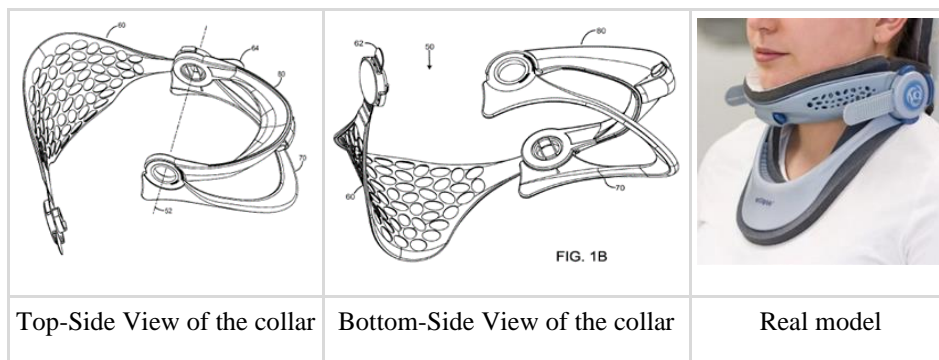 60
64
80
70
52
62
50
80
60
70
FIG. 1B
eclipse
Top-Side View of the collar
Bottom-Side View of the collar
Real model